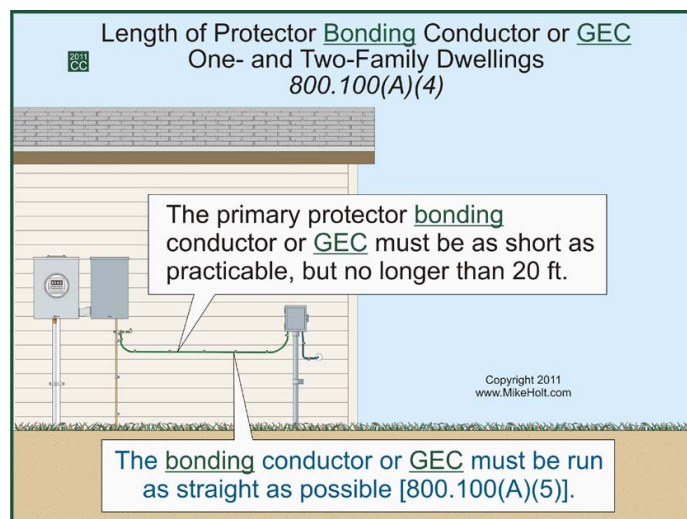 Length of Protector Bonding Conductor or GEC
2011
CC
One- and Two-Family Dwellings
800.100(A)(4)
The primary protector bonding
conductor or GEC must be as short as
practicable, but no longer than 20 ft.
Copyright 2011
www.MikeHolt.com
The bonding conductor or GEC must be run
as straight as possible [800.100(A)(5)].